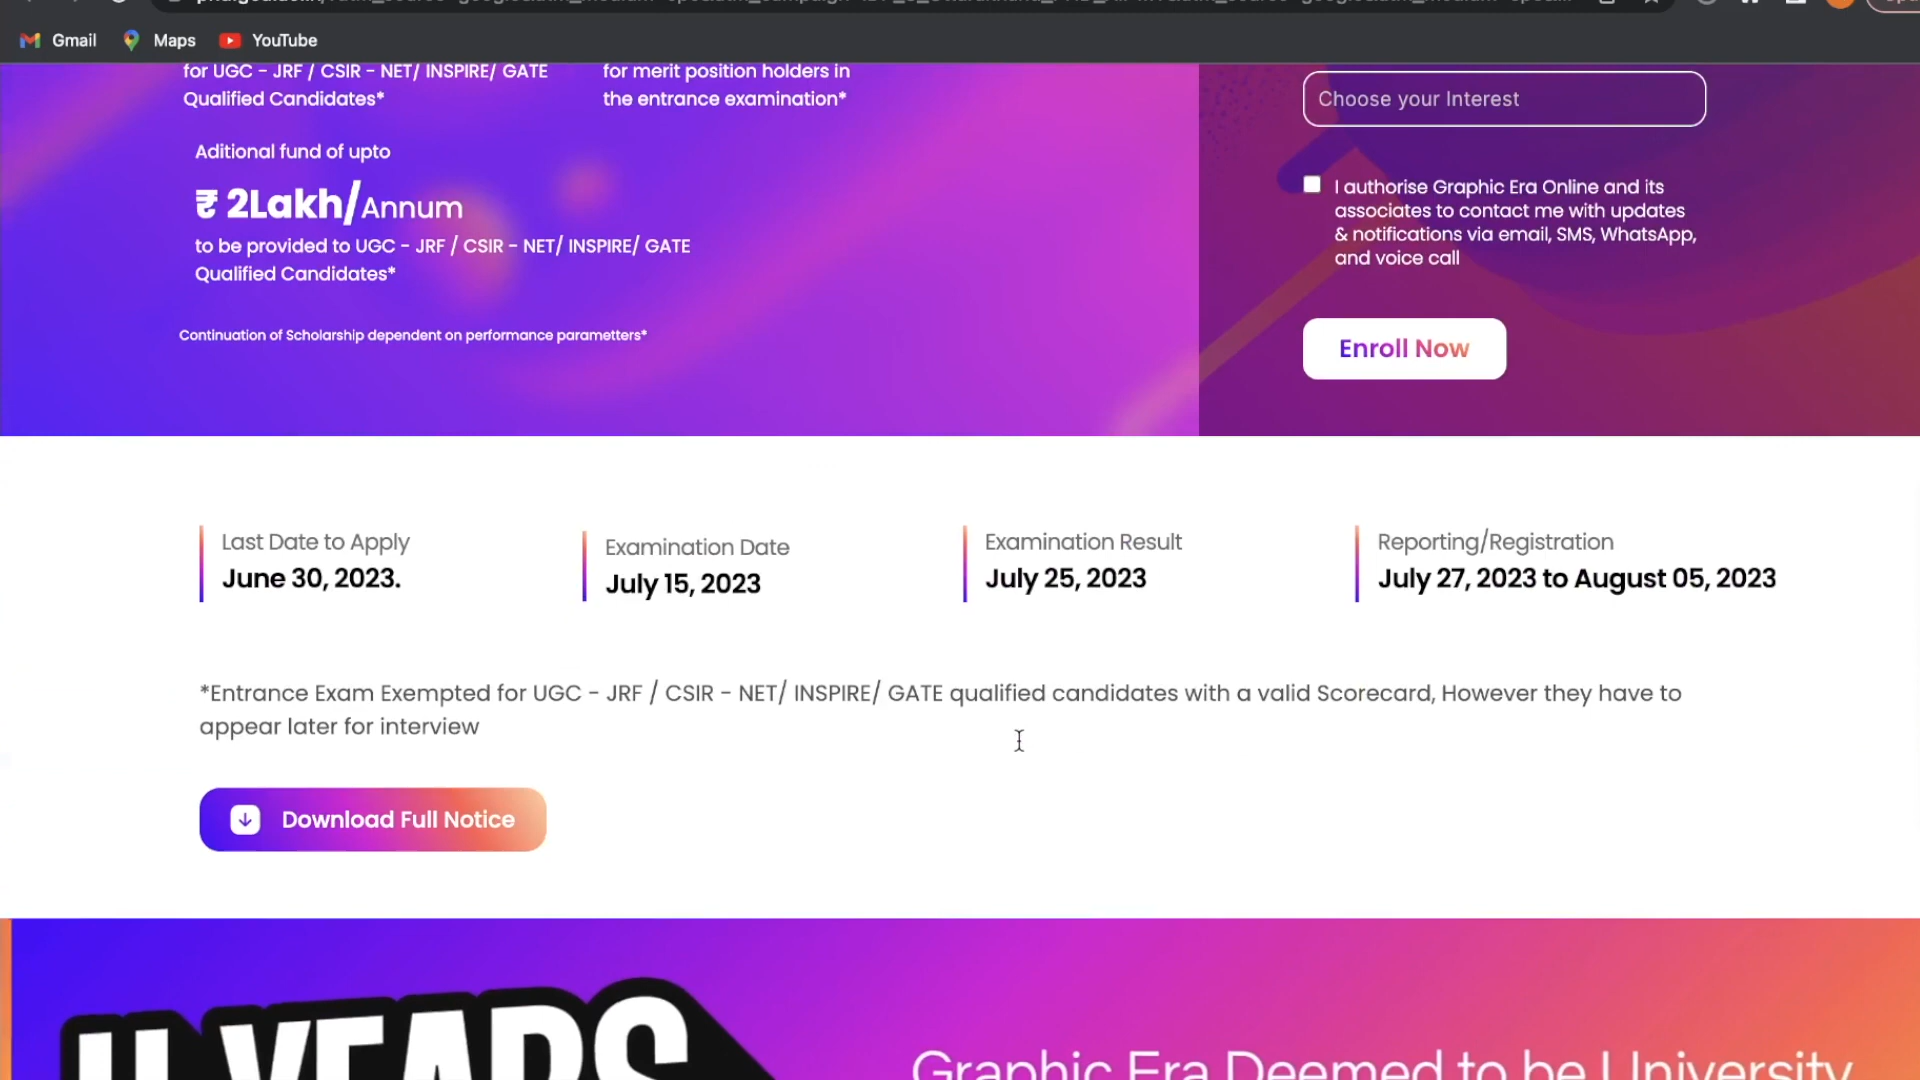 Gmail
Maps
YouTube
for UGC - JRF / CSIR - NET/ INSPIRE/ GATE
Qualified Candidates*
for merit position holders in
the entrance examination*
Aditional fund of upto
₹ 2Lakh/Annum
to be provided to UGC - JRF / CSIR - NET/ INSPIRE/ GATE
Qualified Candidates*
Continuation of Scholarship dependent on performance parametters*
Choose your Interest
I authorise Graphic Era Online and its
associates to contact me with updates
& notifications via email, SMS, WhatsApp,
and voice call
Enroll Now
Last Date to Apply
June 30, 2023.
Examination Date
July 15, 2023
Examination Result
July 25, 2023
Reporting/Registration
July 27, 2023 to August 05, 2023
*Entrance Exam Exempted for UGC - JRF / CSIR - NET/ INSPIRE/ GATE qualified candidates with a valid Scorecard, However they have to
appear later for interview
Download Full Notice
YEARS
Graphic Era Deemed to be University